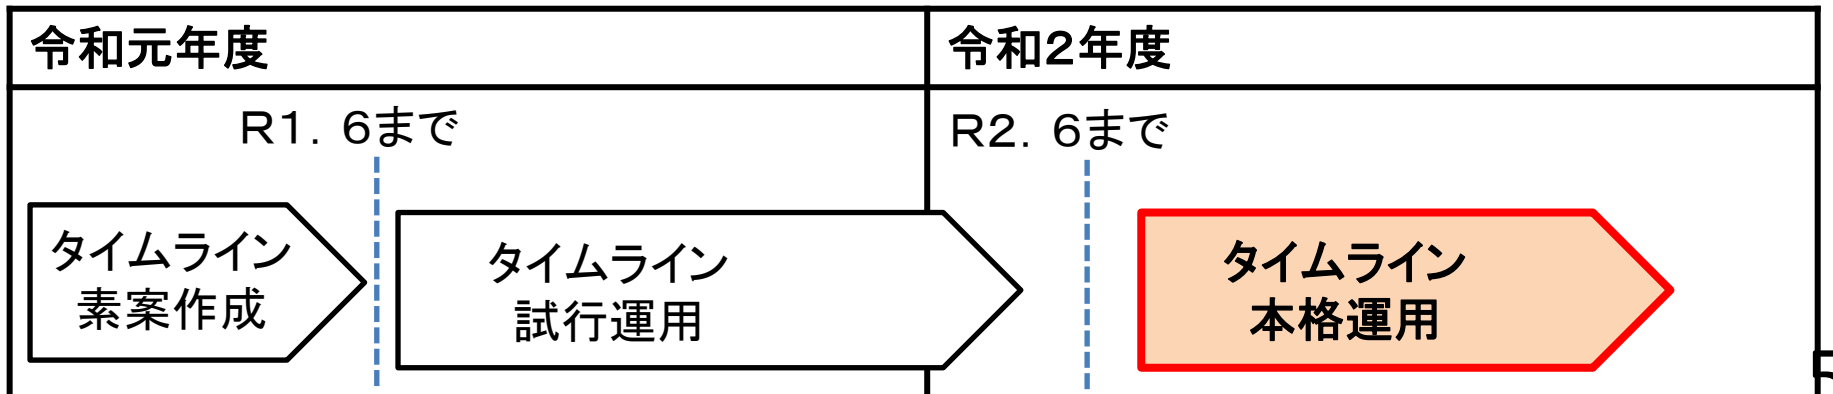 令和元年度
令和2年度
R1．6まで
R2．6まで
タイムライン
素案作成
タイムライン
試行運用
タイムライン
本格運用